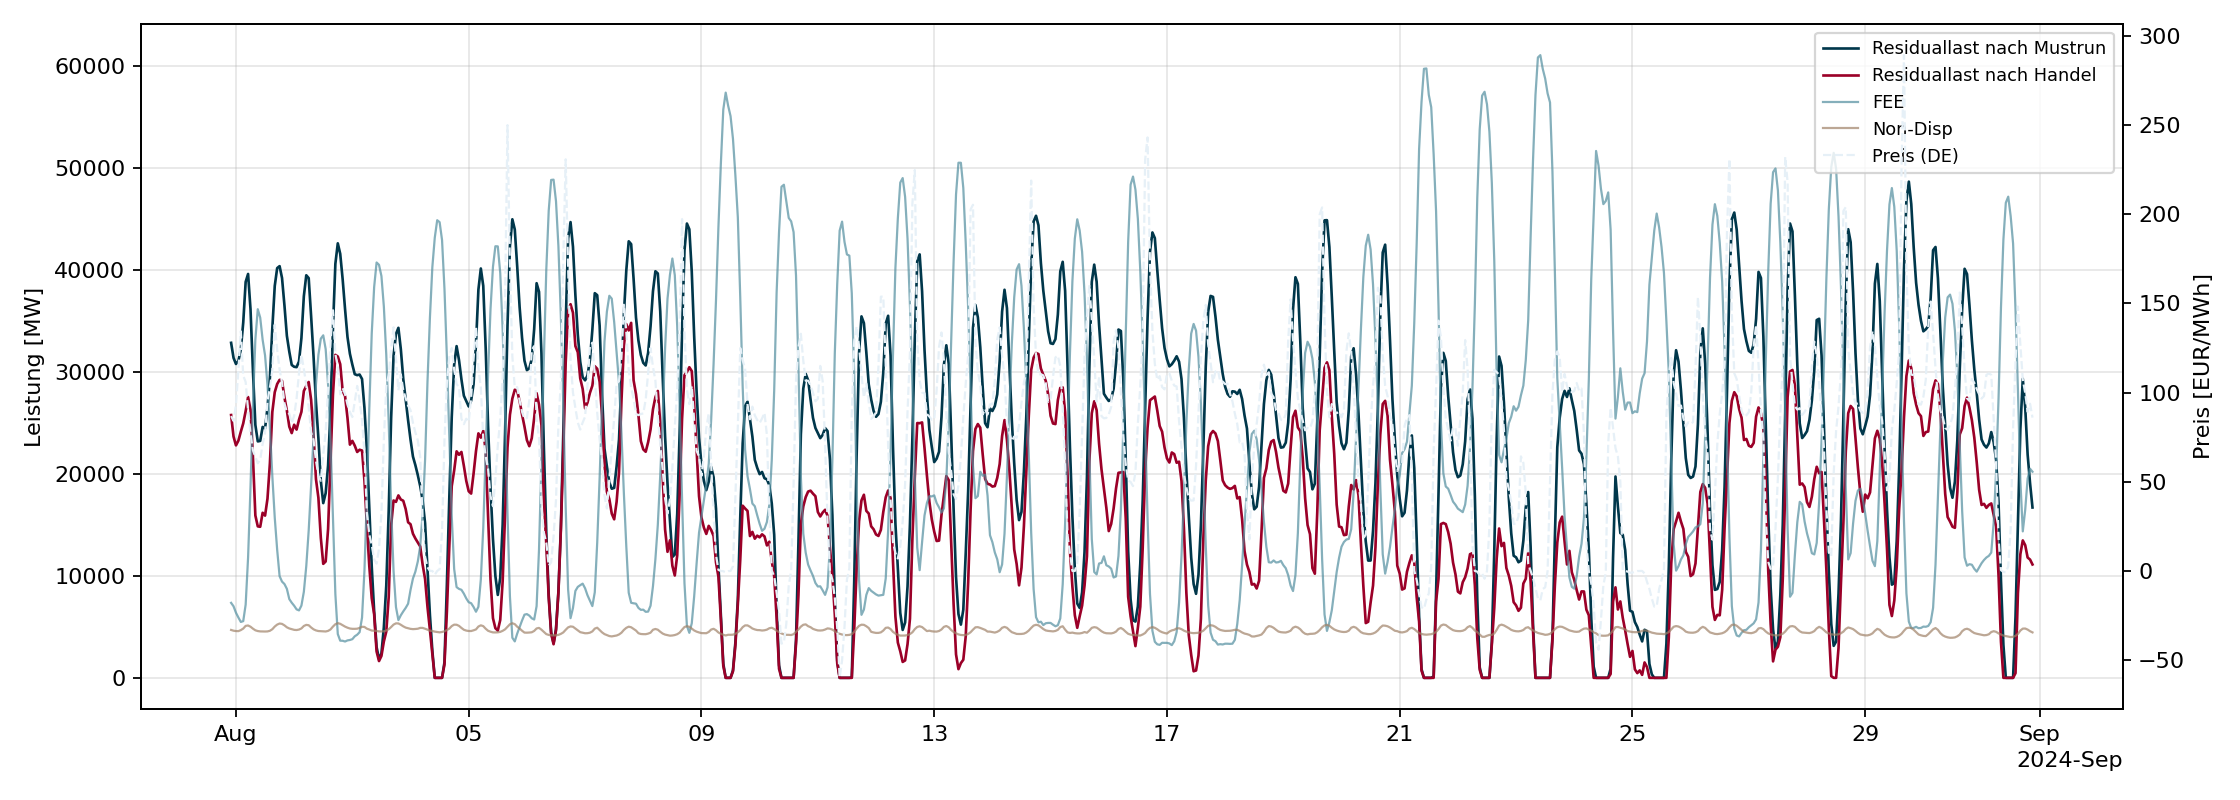 Leistung [MW]
60000
50000
40000
30000
20000
10000
0
Residuallast nach Mustrun
Residuallast nach Handel
FEE
Non-Disp
Preis (DE)
300
250
200
150
100
50
0
−50
Preis [EUR/MWh]
Aug 05 09 13 17 21 25 29 Sep
2024-Sep